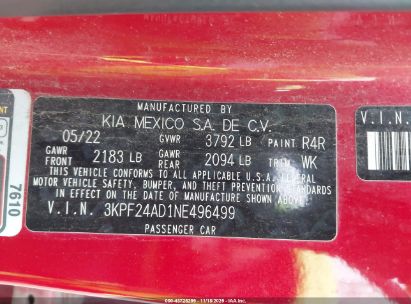 MANUFACTURED BY
KIA MEXICO S.A. DE C.V.
05/22 GVWR 3792 LB PAINT R4R
GAWR FRONT 2183 LB GAWR REAR 2094 LB TRIM WK
THIS VEHICLE CONFORMS TO ALL APPLICABLE U.S.A. FEDERAL
MOTOR VEHICLE SAFETY, BUMPER, AND THEFT PREVENTION STANDARDS
IN EFFECT ON THE DATE OF MANUFACTURE SHOWN ABOVE.
V.I.N. 3KPF24AD1NE496499
PASSENGER CAR
V.I.N.
7610